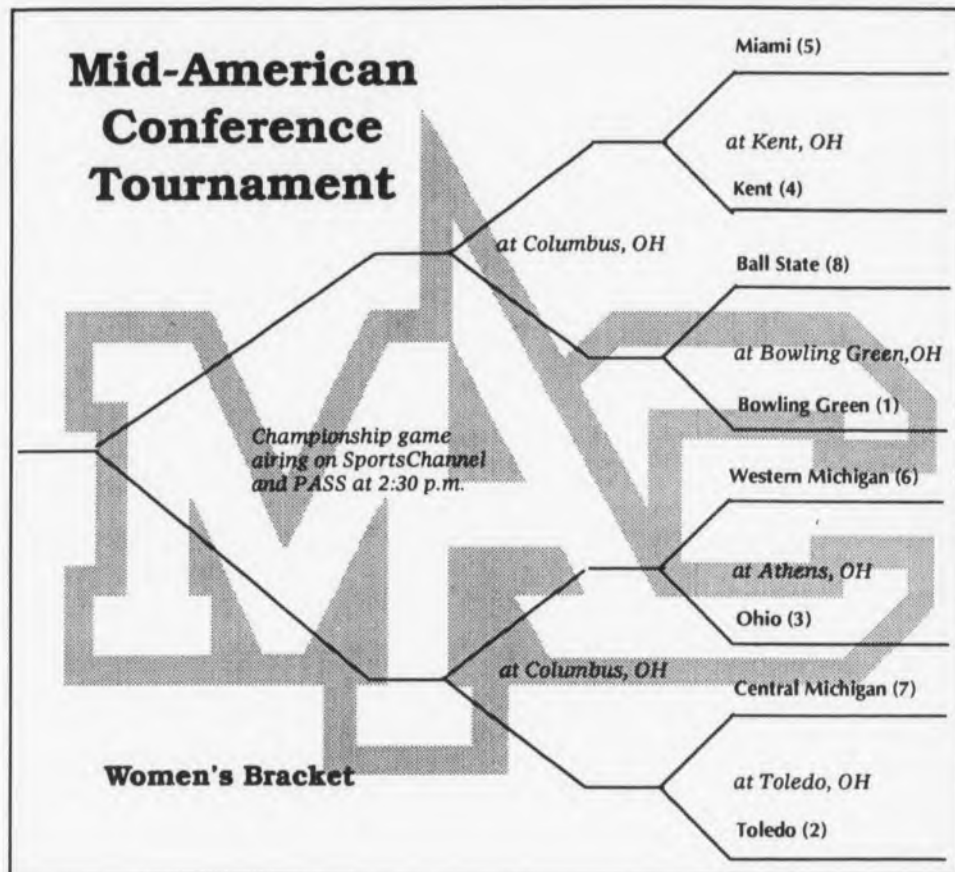 Mid-American
Conference
Tournament
Miami (5)
at Kent, OH
Kent (4)
at Columbus, OH
Ball State (8)
at Bowling Green,OH
Bowling Green (1)
Championship game
airing on SportsChannel
and PASS at 2:30 p.m.
Western Michigan (6)
at Athens, OH
Ohio (3)
at Columbus, OH
Central Michigan (7)
at Toledo, OH
Toledo (2)
Women's Bracket
MAC